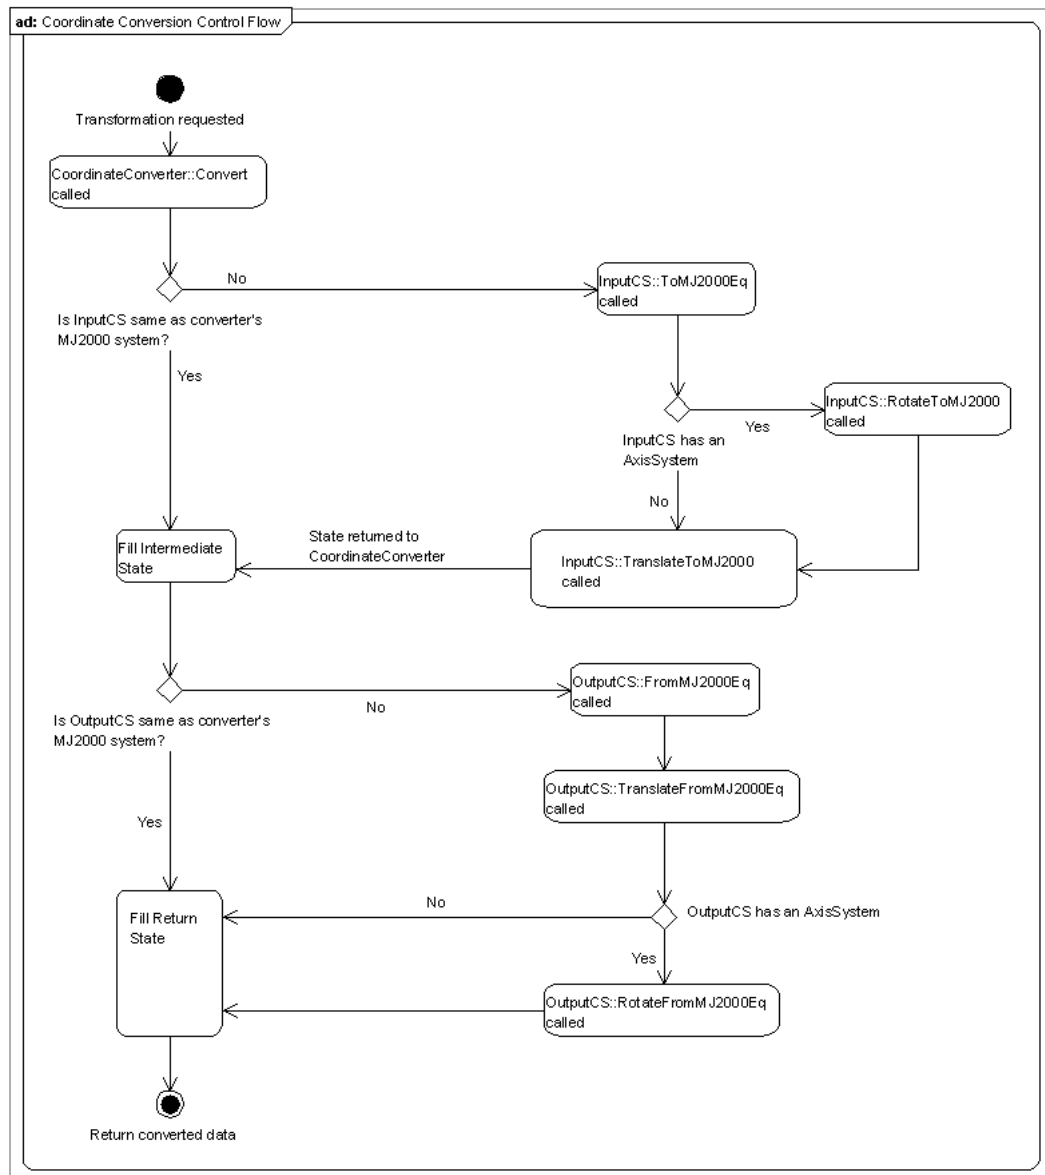 ad: Coordinate Conversion Control Flow
Transformation requested
CoordinateConverter::Convert
called
No
InputCS::ToMJ2000Eq
called
Is InputCS same as converter's
MJ2000 system?
Yes
InputCS::RotateToMJ2000
called
Yes
InputCS has an
AxisSystem
No
Fill Intermediate
State
State returned to
CoordinateConverter
InputCS::TranslateToMJ2000
called
OutputCS::FromMJ2000Eq
called
No
Is OutputCS same as converter's
MJ2000 system?
OutputCS::TranslateFromMJ2000Eq
called
Yes
No
OutputCS has an AxisSystem
Fill Return
State
Yes
OutputCS::RotateFromMJ2000Eq
called
Return converted data